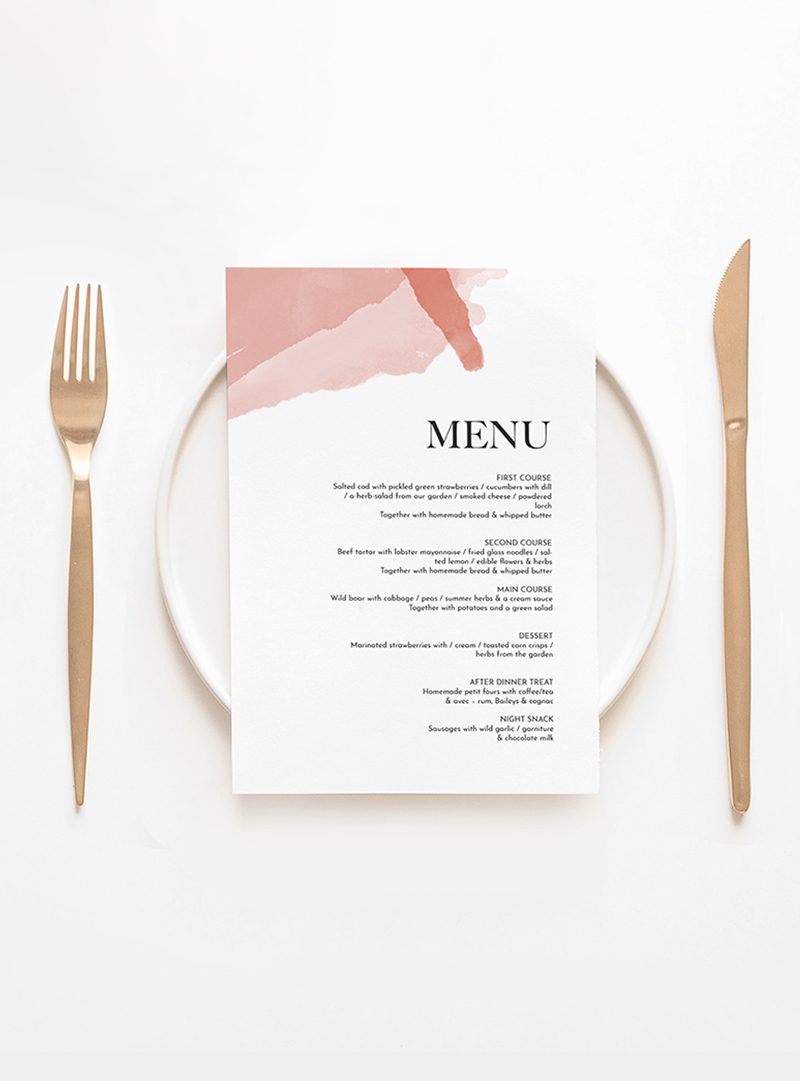 MENU
FIRST COURSE
Salted cod with pickled green strawberries / cucumbers with dill
/ a herb-salad from our garden / smoked cheese / powdered
larch
Together with homemade bread & whipped butter
SECOND COURSE
Beef tartar with lobster mayonnaise / fried glass noodles / sal-
ted lemon / edible flowers & herbs
Together with homemade bread & whipped butter
MAIN COURSE
Wild boar with cabbage / peas / summer herbs & a cream sauce
Together with potatoes and a green salad
DESSERT
Marinated strawberries with / cream / toasted corn crisps /
herbs from the garden
AFTER DINNER TREAT
Homemade petit fours with coffee/tea
& avec - rum, Baileys & cognac
NIGHT SNACK
Sausages with wild garlic / garniture
& chocolate milk